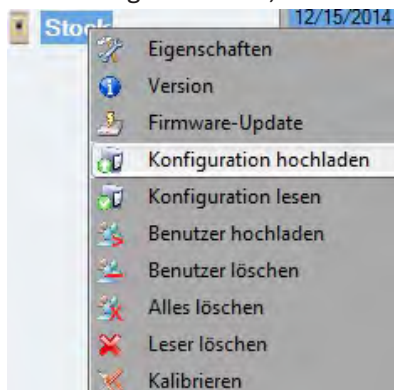 Stock
12/15/2014
Eigenschaften
Version
Firmware-Update
Konfiguration hochladen
Konfiguration lesen
Benutzer hochladen
Benutzer löschen
Alles löschen
Leser löschen
Kalibrieren